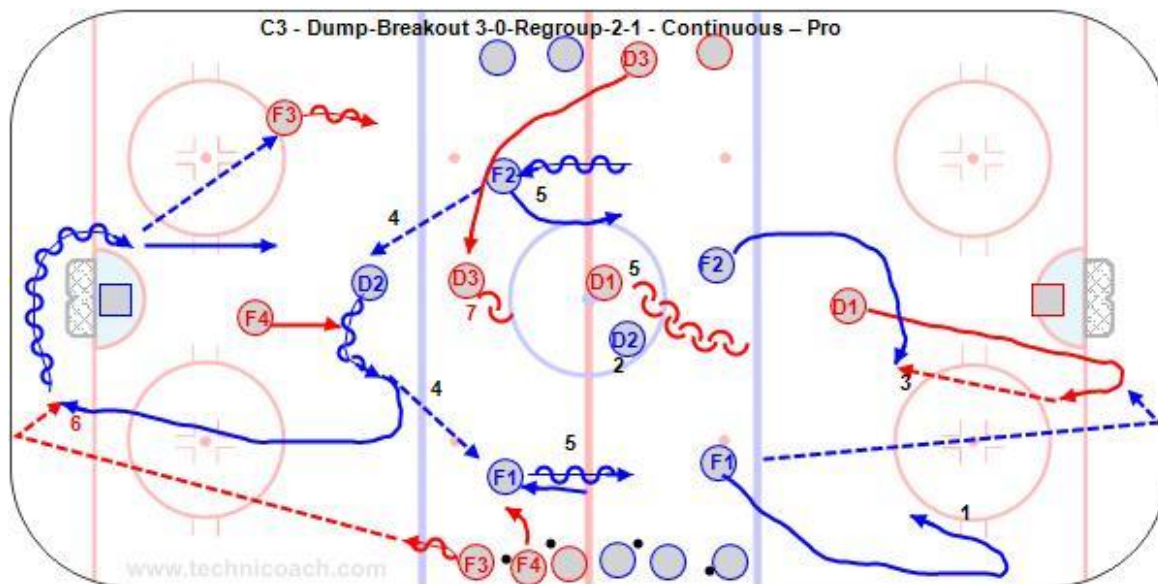 C3 - Dump-Breakout 3-0-Regroup-2-1 - Continuous – Pro
D3
F3
F2
5
4
F2
D2
D3
D1
5
D1
F4
7
D2
2
3
4
6
5
F1
F1
1
F3
F4
www.technicoach.com